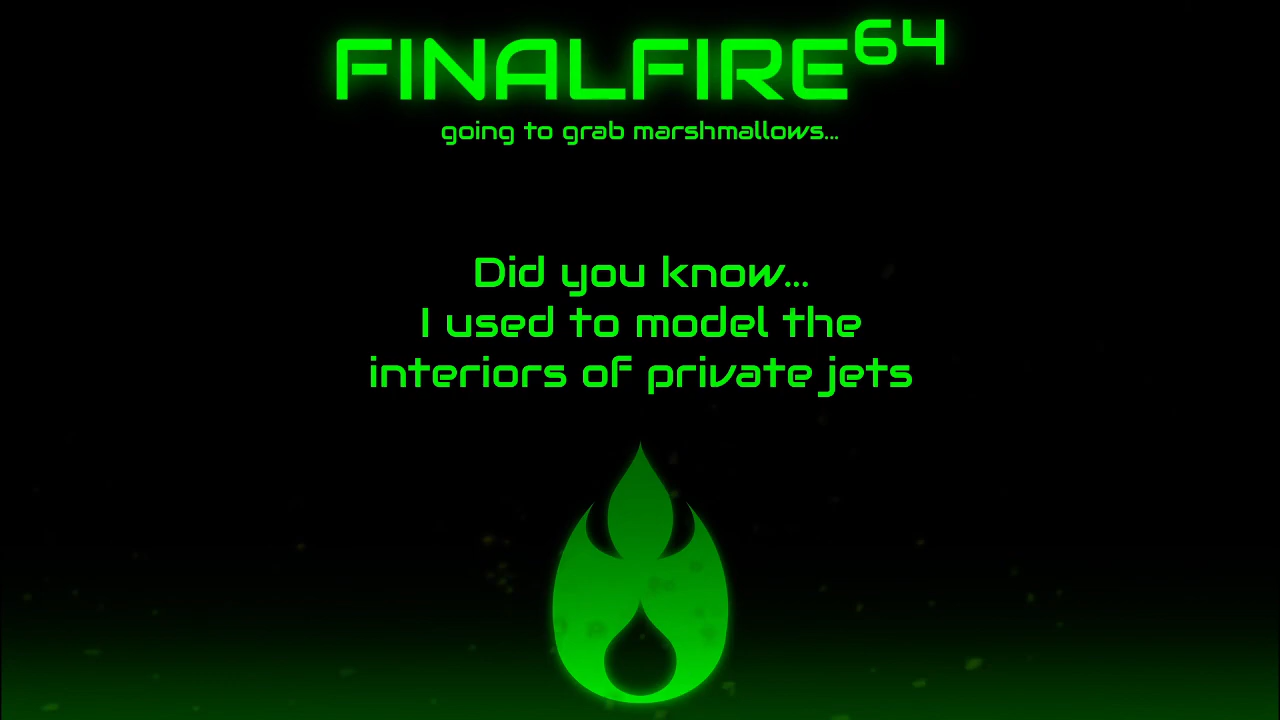 FINALFIRE64
going to grab marshmallows...
Did you know...
I used to model the
interiors of private jets